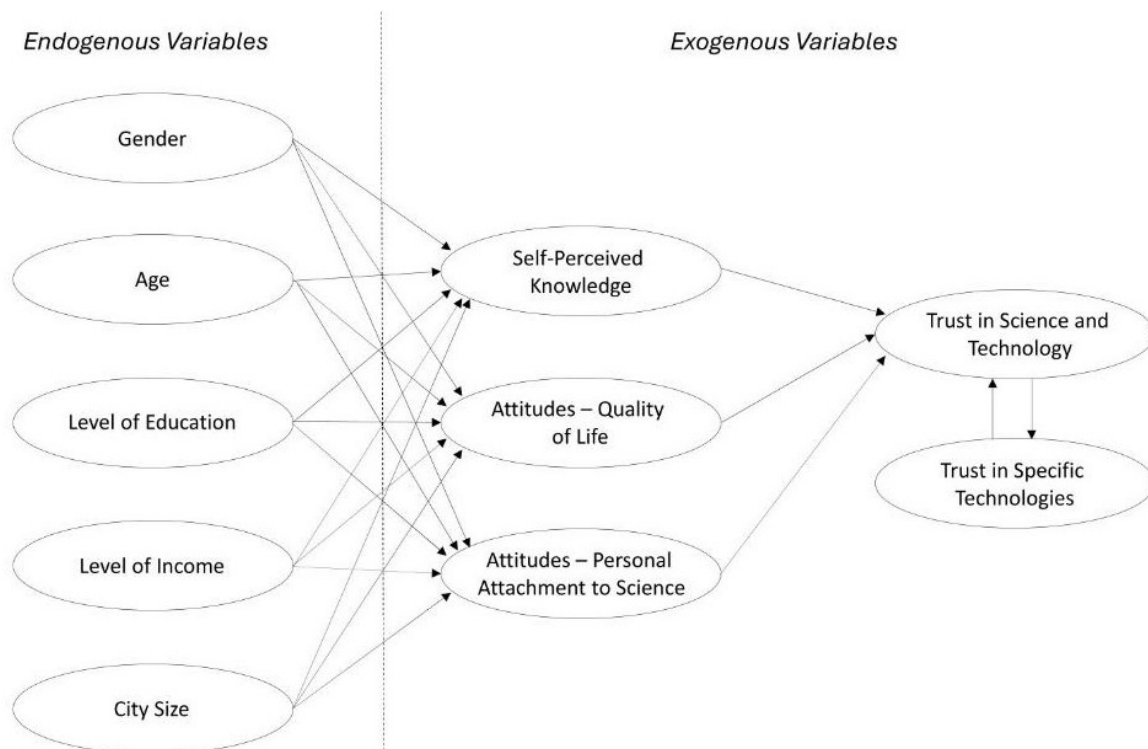 Endogenous Variables
Exogenous Variables
Gender
Age
Level of Education
Level of Income
City Size
Self-Perceived
Knowledge
Attitudes – Quality
of Life
Attitudes – Personal
Attachment to Science
Trust in Science and
Technology
Trust in Specific
Technologies